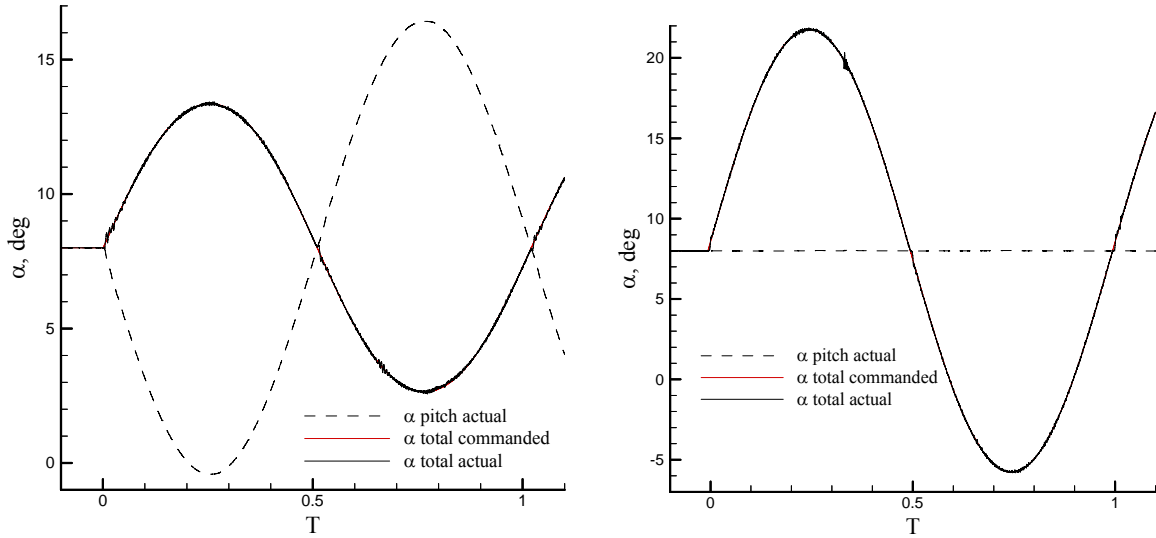 15
10
5
0
α, deg
0
0.5
1
T
α pitch actual
α total commanded
α total actual
20
15
10
5
0
-5
α, deg
0
0.5
1
T
α pitch actual
α total commanded
α total actual